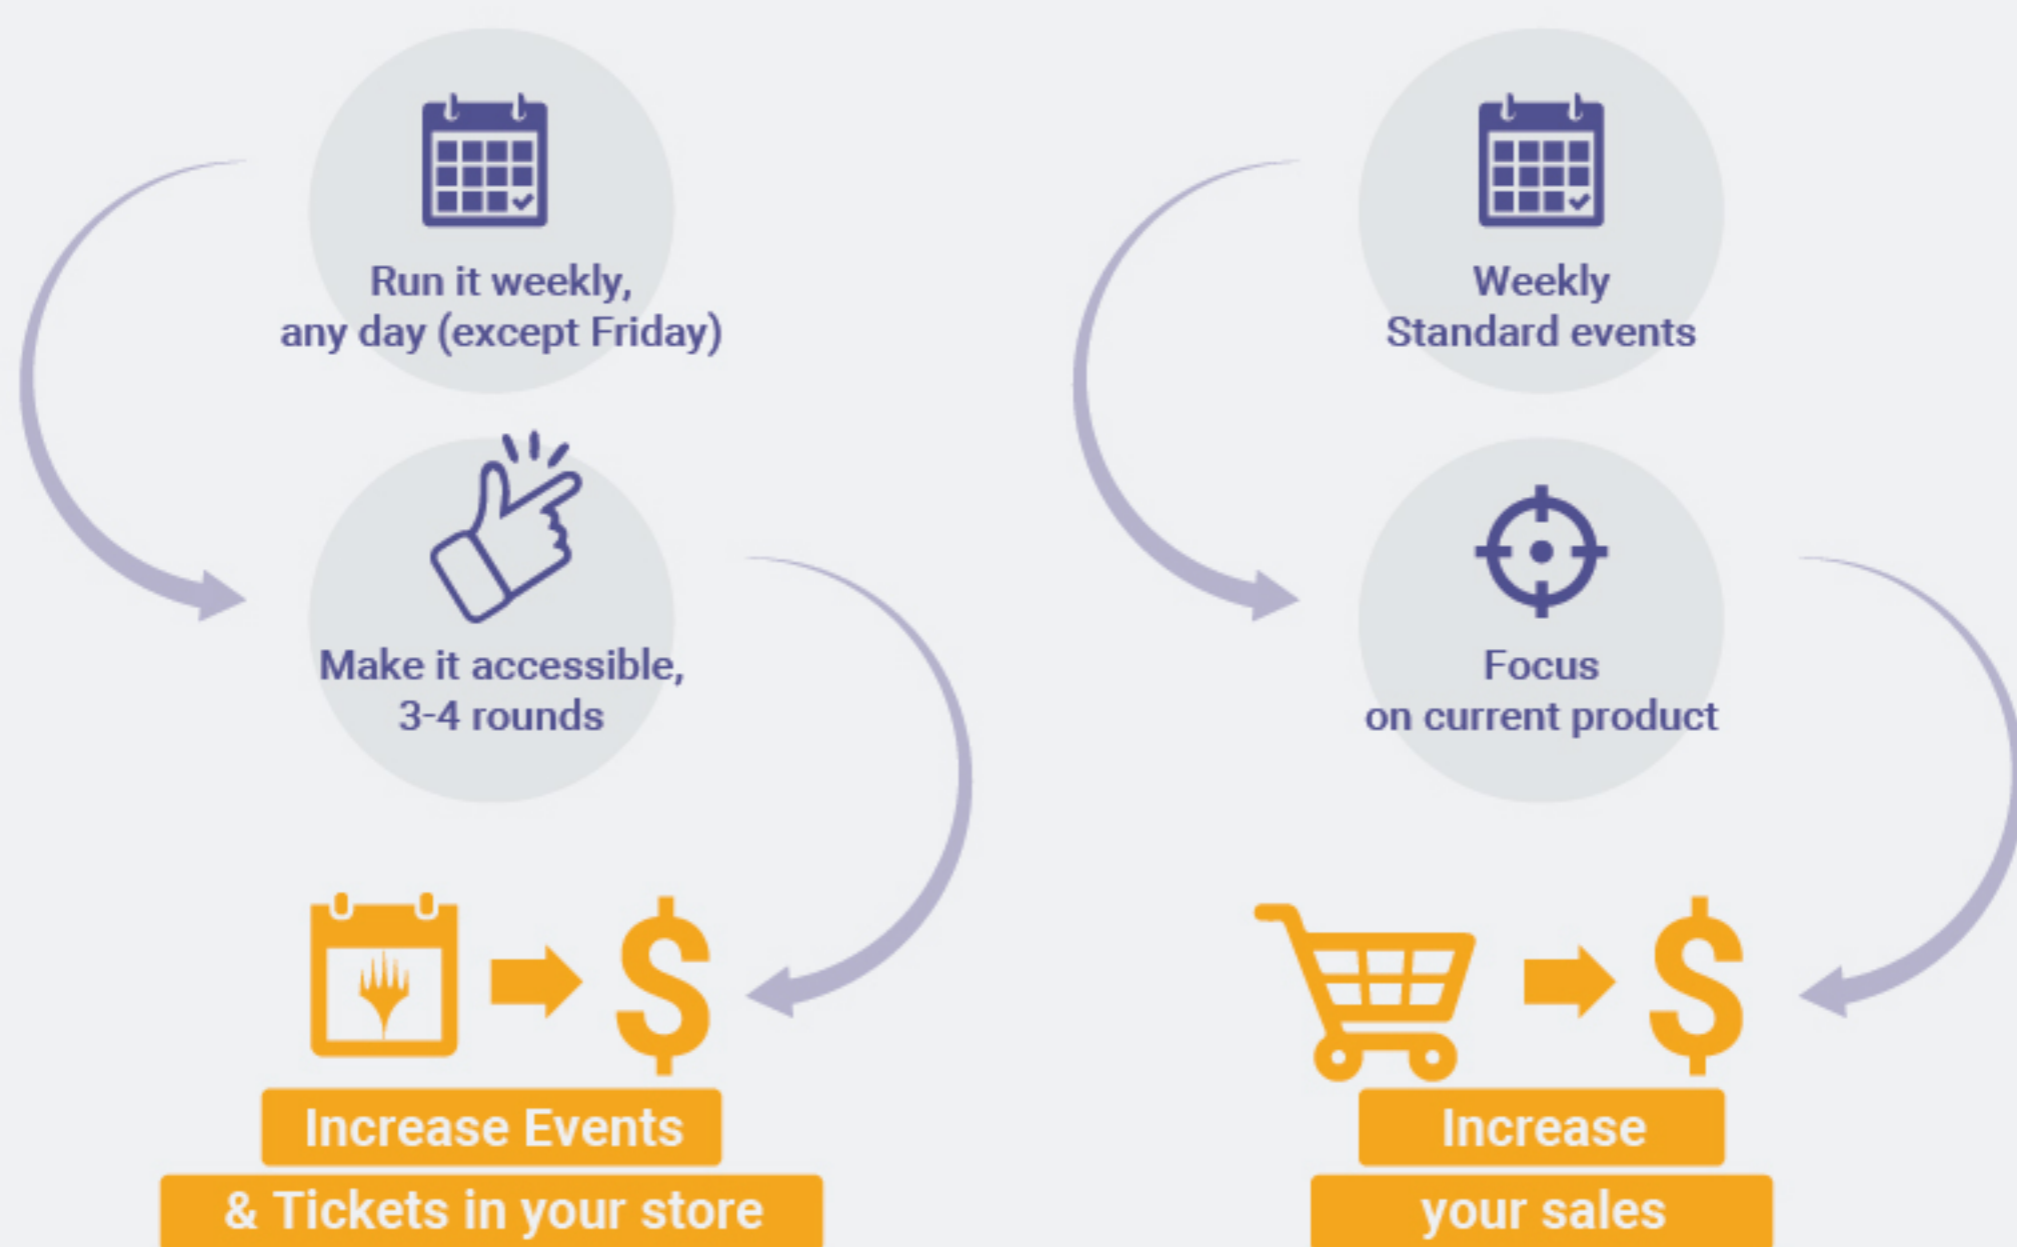 Run it weekly,
any day (except Friday)
Make it accessible,
3-4 rounds
$
Increase Events
& Tickets in your store
Weekly
Standard events
Focus
on current product
$
Increase
your sales